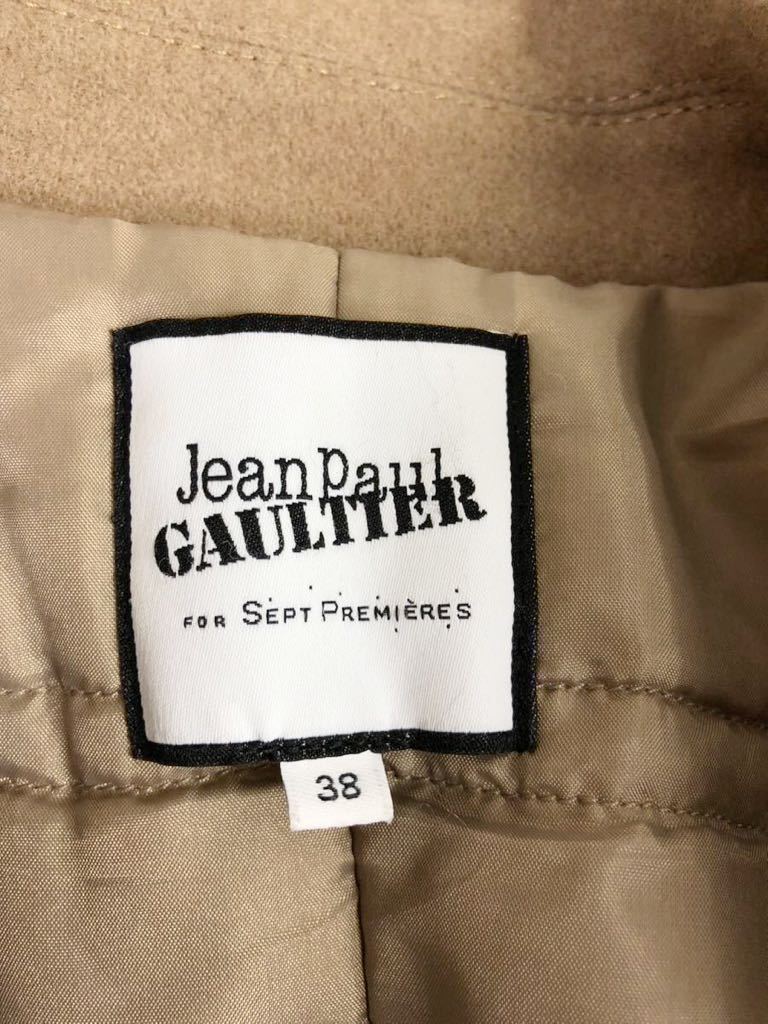 Jean Paul
GAULTIER
FOR SEPT PREMIÈRES
38